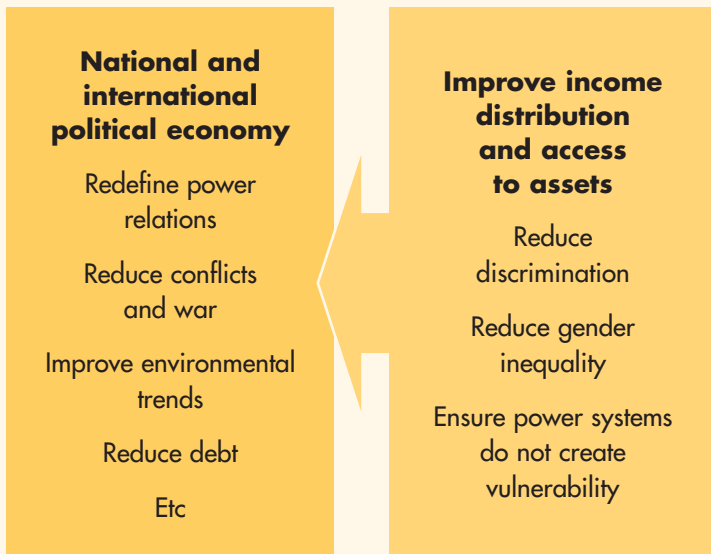 National and
international
political economy
Redefine power
relations
Reduce conflicts
and war
Improve environmental
trends
Reduce debt
Etc
Improve income
distribution
and access
to assets
Reduce
discrimination
Reduce gender
inequality
Ensure power systems
do not create
vulnerability